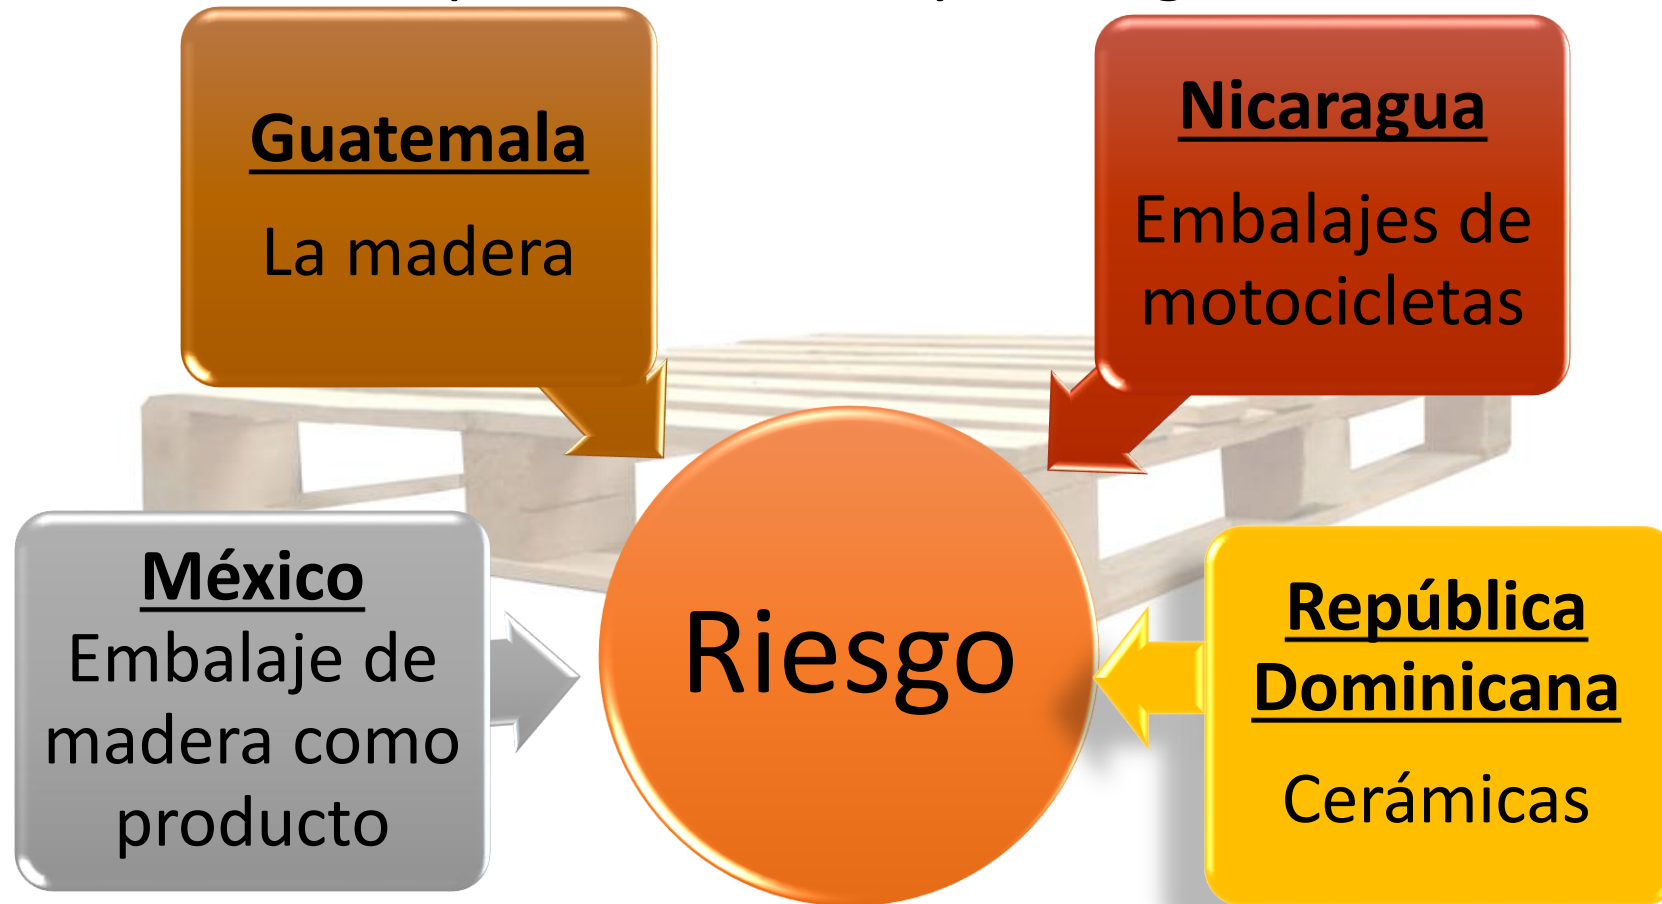 Guatemala
La madera
Nicaragua
Embalajes de
motocicletas
México
Embalaje de
madera como
producto
Riesgo
República
Dominicana
Cerámicas